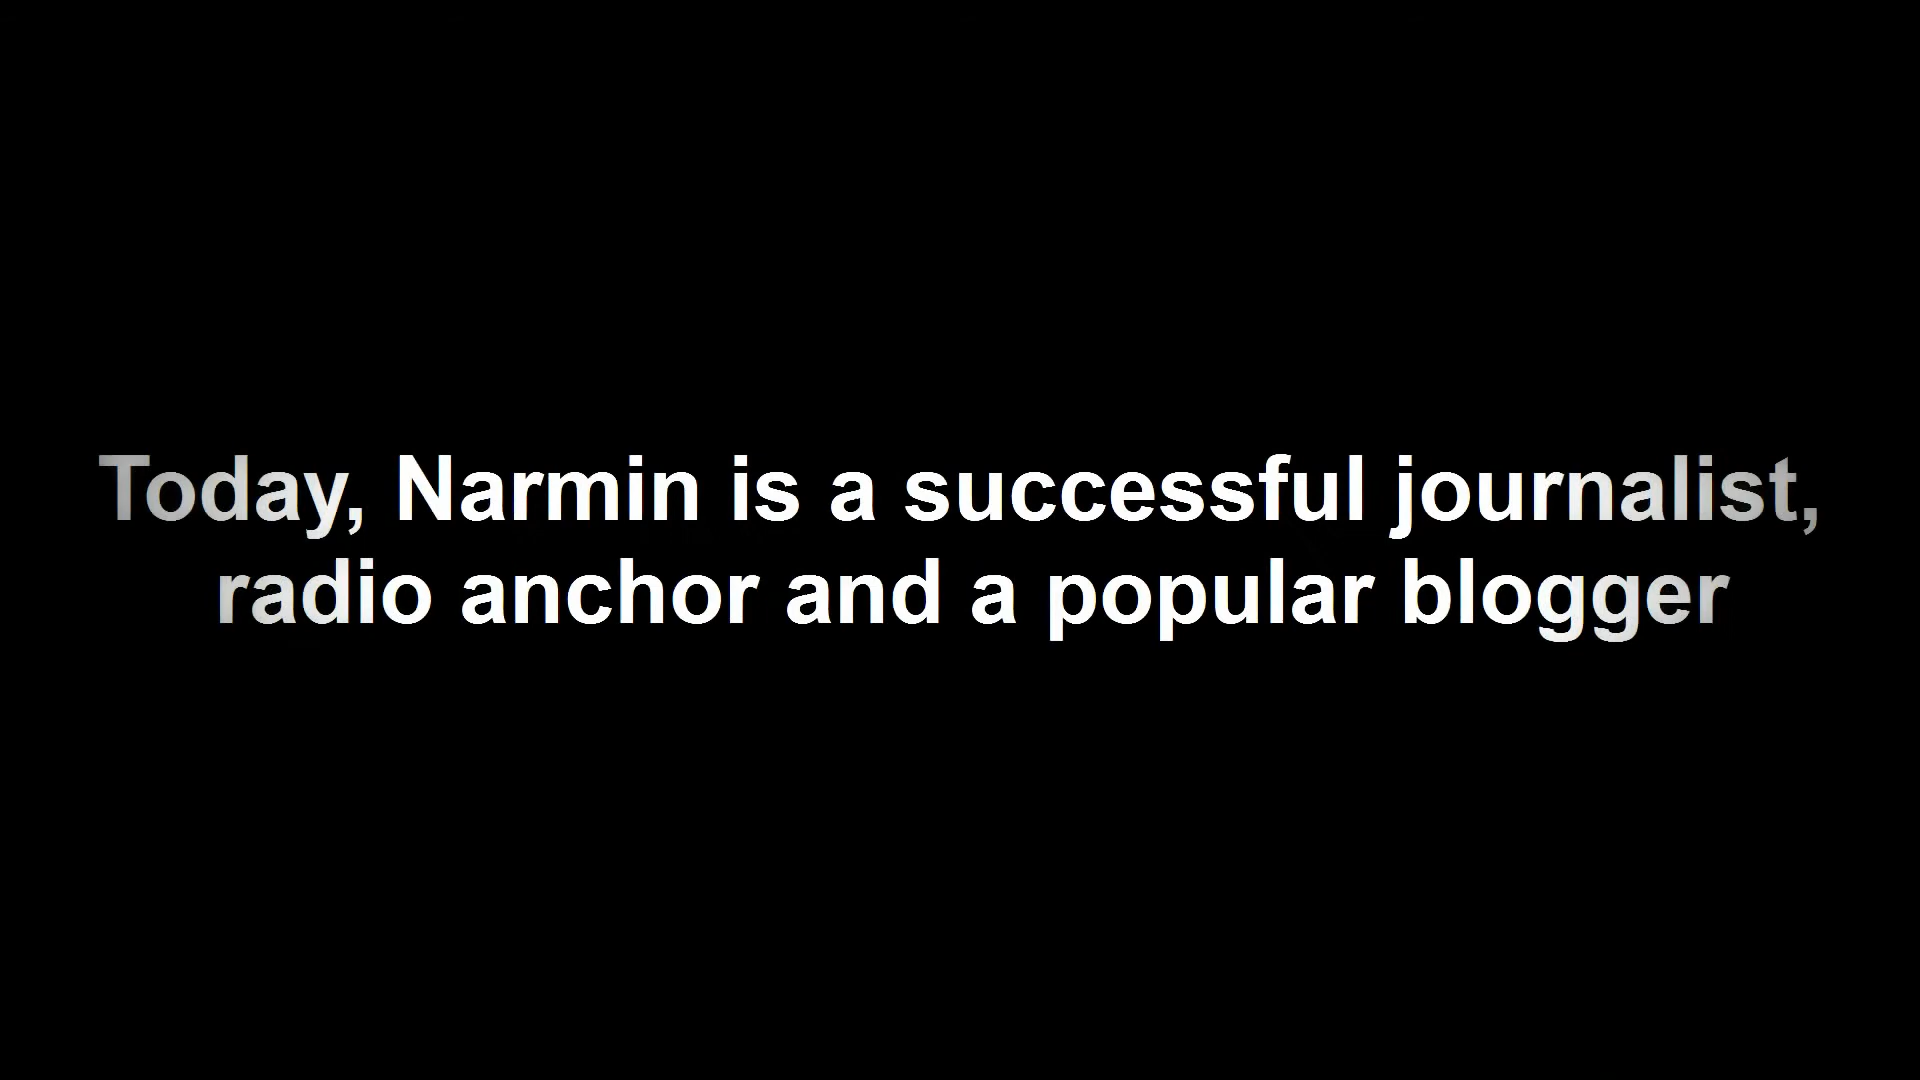 Today, Narmin is a successful journalist,
radio anchor and a popular blogger